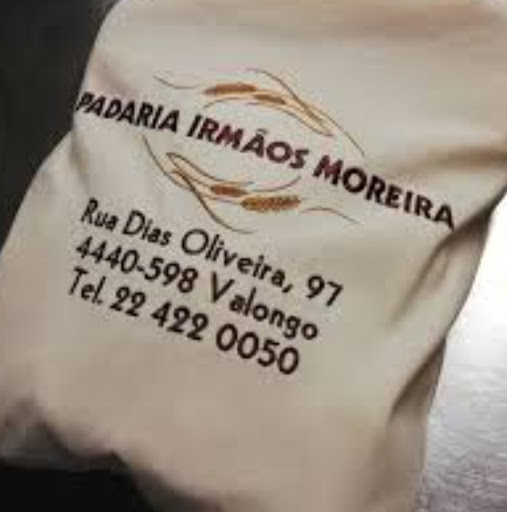 PADARIA IRMÃOS MOREIRA
Rua Dias Oliveira, 97
4440-598 Valongo
Tel. 22 422 0050